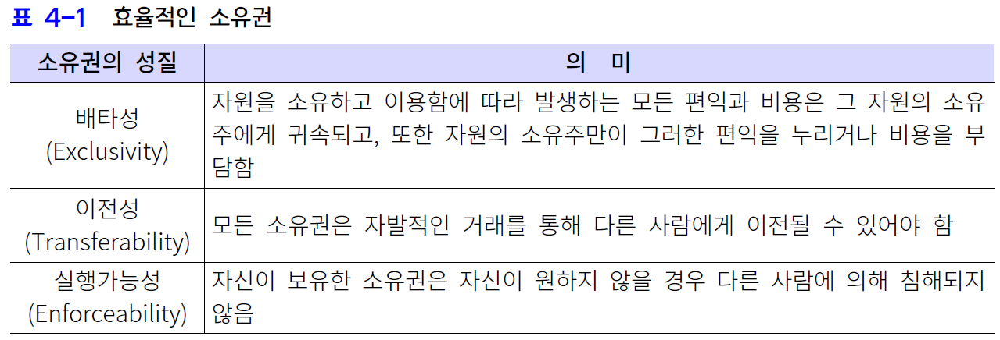 표 4-1 효율적인 소유권
소유권의 성질
의 미
배타성
(Exclusivity)
자원을 소유하고 이용함에 따라 발생하는 모든 편익과 비용은 그 자원의 소유
주에게 귀속되고, 또한 자원의 소유주만이 그러한 편익을 누리거나 비용을 부
담함
이전성
(Transferability)
모든 소유권은 자발적인 거래를 통해 다른 사람에게 이전될 수 있어야 함
실행가능성
(Enforceability)
자신이 보유한 소유권은 자신이 원하지 않을 경우 다른 사람에 의해 침해되지
않음